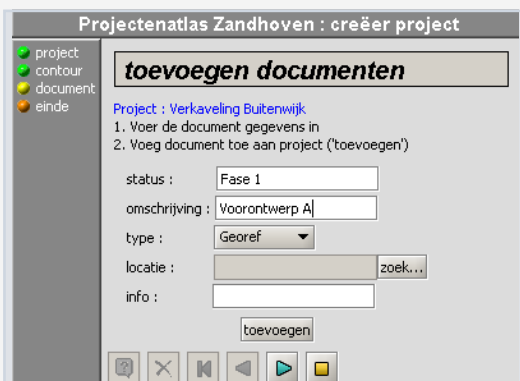 Projectenatlas Zandhoven : creëer project
project
contour
document
einde
toevoegen documenten
Project : Verkaveling Buitenwijk
1. Voer de document gegevens in
2. Voeg document toe aan project ('toevoegen')
status : Fase 1
omschrijving : Voorontwerp A
type : Georef
locatie : zoek...
info :
toevoegen
?